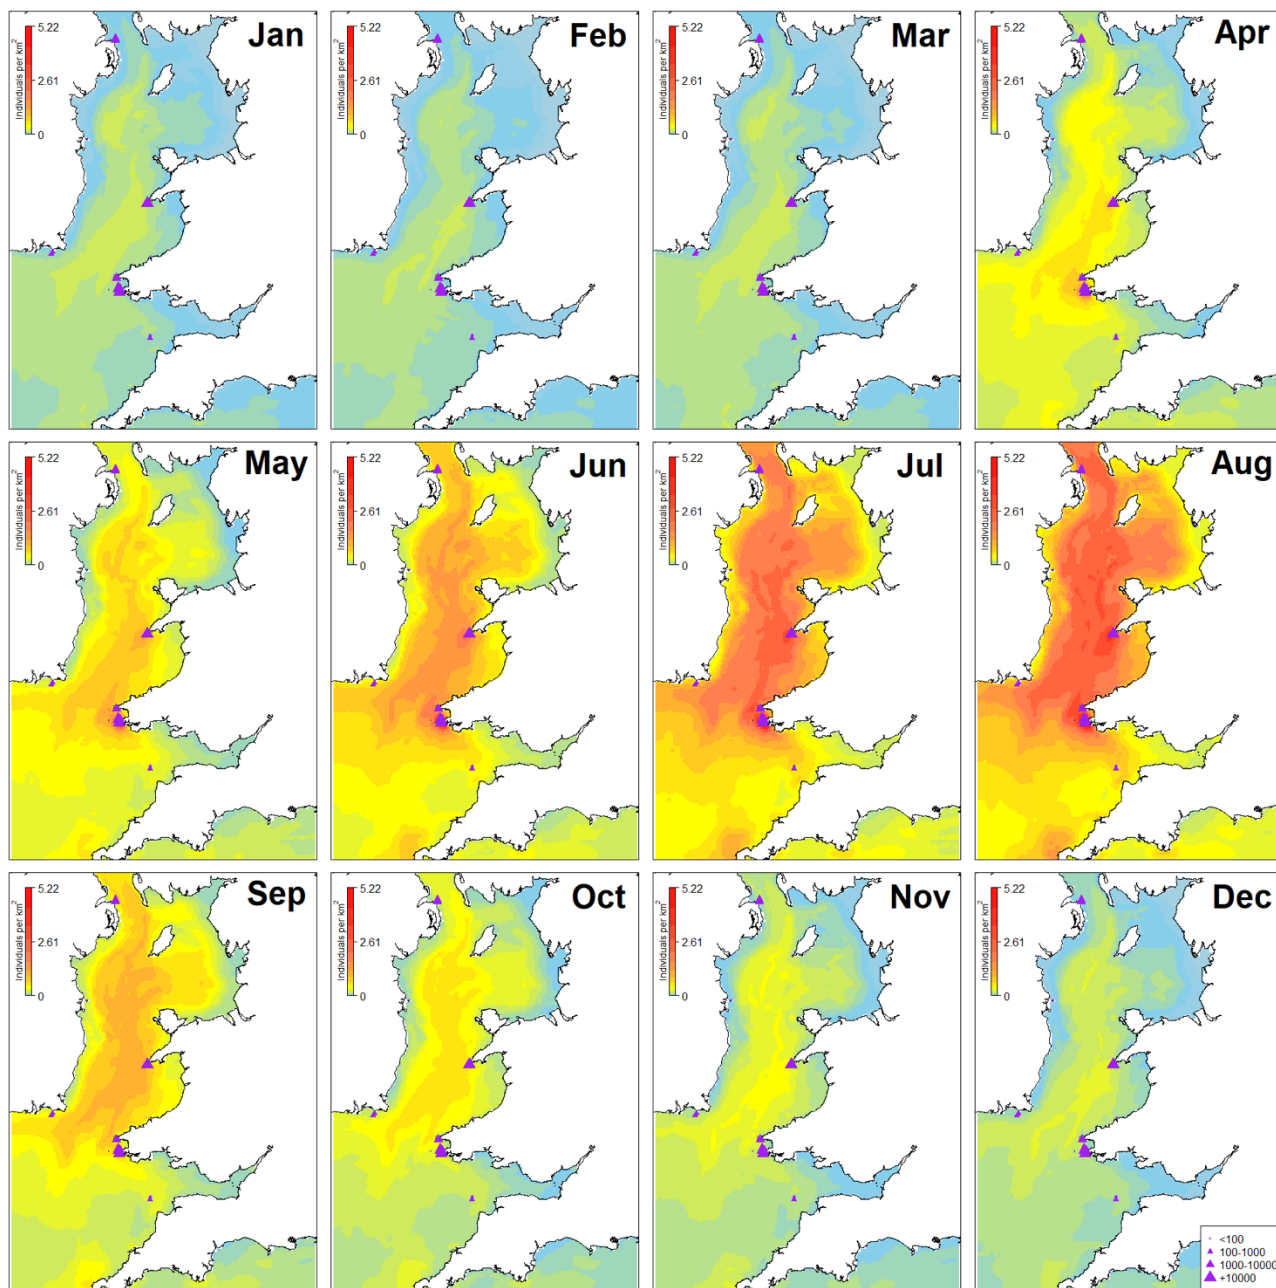 Jan
5.22
2.61
0
Individuals per km²
Feb
5.22
2.61
0
Individuals per km²
Mar
5.22
2.61
0
Individuals per km²
Apr
5.22
2.61
0
Individuals per km²
May
5.22
2.61
0
Individuals per km²
Jun
5.22
2.61
0
Individuals per km²
Jul
5.22
2.61
0
Individuals per km²
Aug
5.22
2.61
0
Individuals per km²
Sep
5.22
2.61
0
Individuals per km²
Oct
5.22
2.61
0
Individuals per km²
Nov
5.22
2.61
0
Individuals per km²
Dec
5.22
2.61
0
Individuals per km²
<100
100-1000
1000-10000
+10000